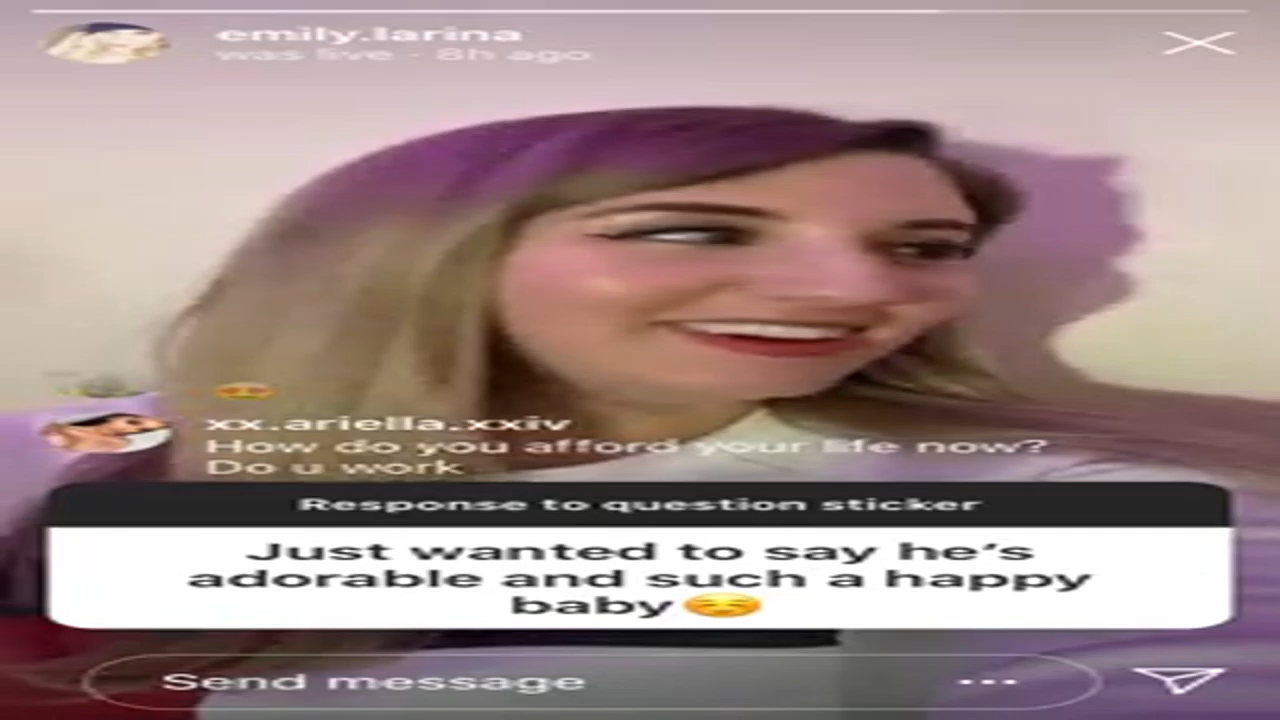 emily.larina
was live - 8h ago
😍
xx.ariella.xxiv
How do you afford your life now?
Do u work
Response to question sticker
Just wanted to say he's
adorable and such a happy
baby☺️
Send message